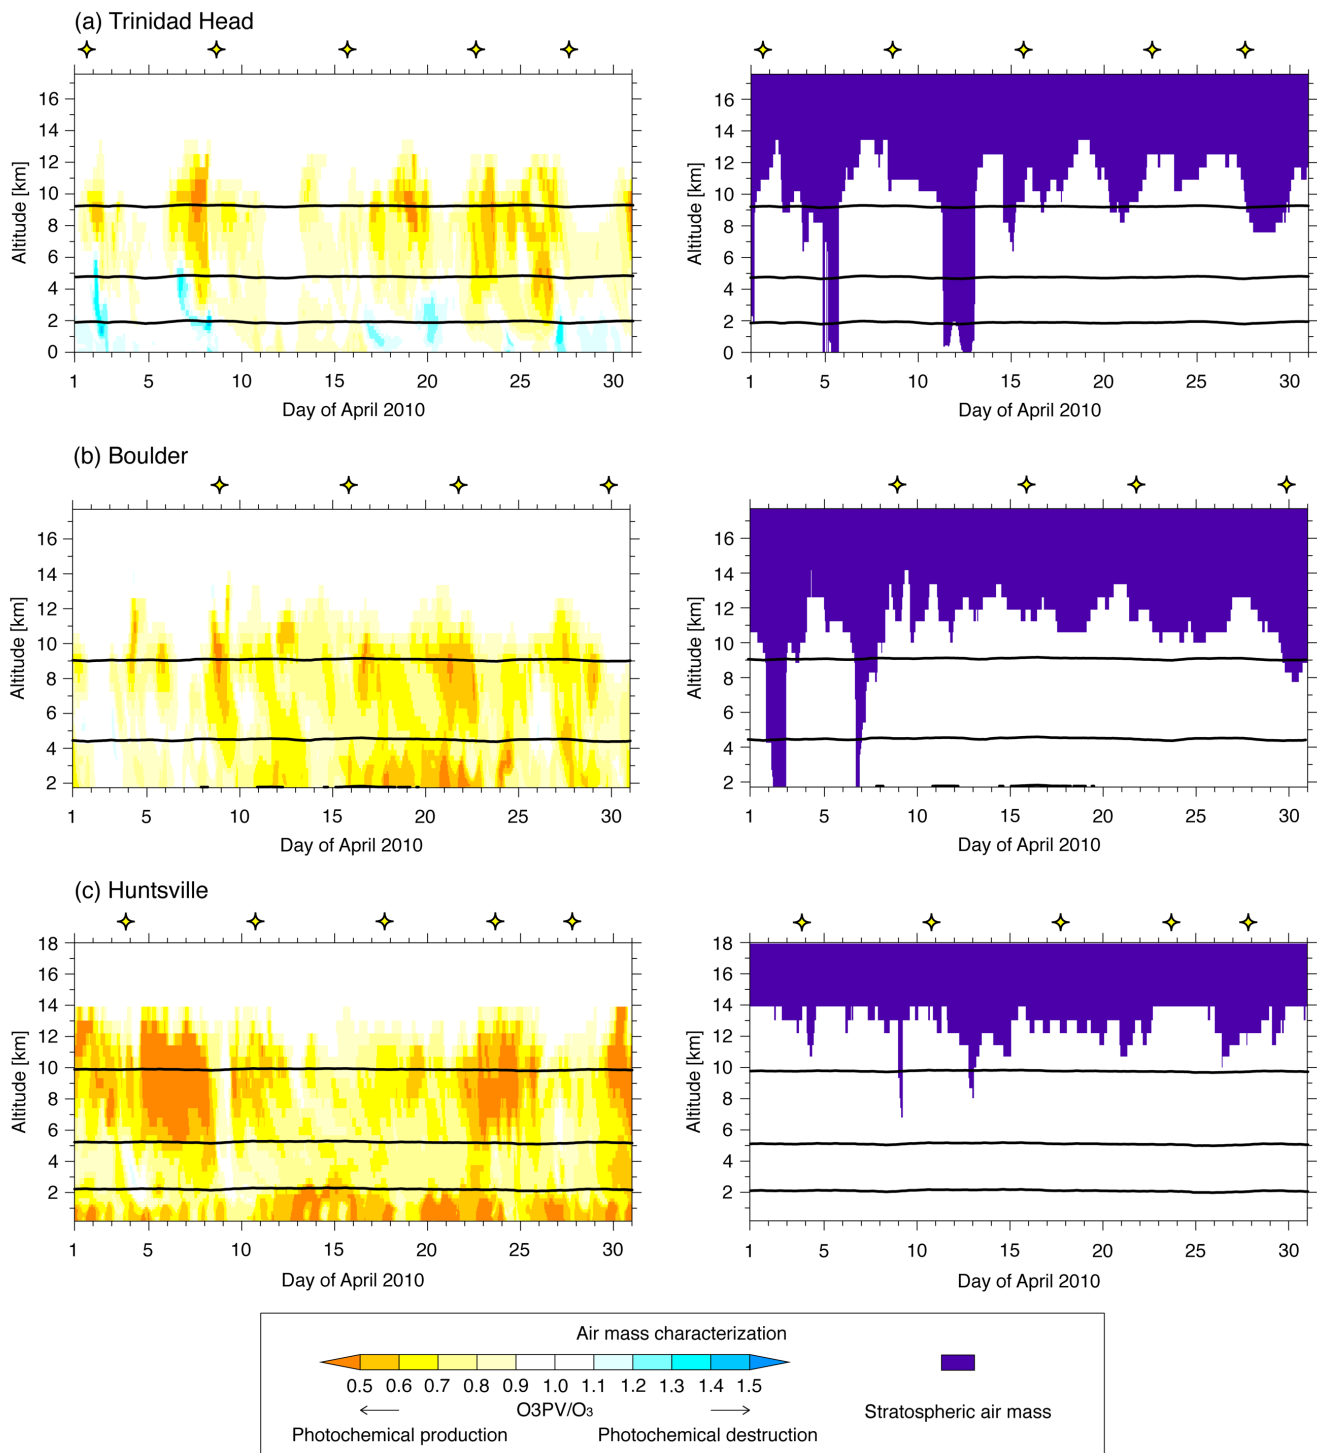 (a) Trinidad Head
Altitude [km]
16
14
12
10
8
6
4
2
0
1 5 10 15 20 25 30
Day of April 2010
Altitude [km]
16
14
12
10
8
6
4
2
0
1 5 10 15 20 25 30
Day of April 2010
(b) Boulder
Altitude [km]
16
14
12
10
8
6
4
2
1 5 10 15 20 25 30
Day of April 2010
Altitude [km]
16
14
12
10
8
6
4
2
1 5 10 15 20 25 30
Day of April 2010
(c) Huntsville
Altitude [km]
18
16
14
12
10
8
6
4
2
1 5 10 15 20 25 30
Day of April 2010
Altitude [km]
18
16
14
12
10
8
6
4
2
1 5 10 15 20 25 30
Day of April 2010
Air mass characterization
0.5 0.6 0.7 0.8 0.9 1.0 1.1 1.2 1.3 1.4 1.5
O3PV/O₃
Photochemical production
Photochemical destruction
Stratospheric air mass